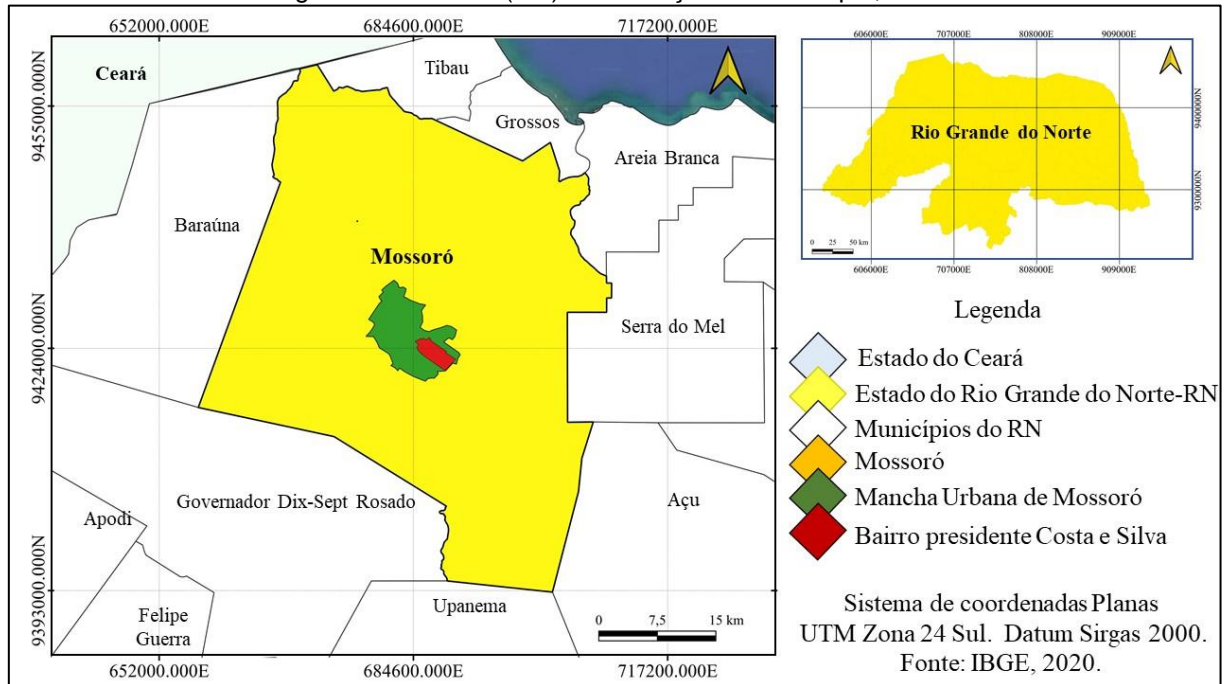 652000.000E 684600.000E 717200.000E
9455000.000N
9424000.000N
9393000.000N
Ceará
Tibau
Grossos
Areia Branca
Baraúna
Mossoró
Serra do Mel
Governador Dix-Sept Rosado
Açu
Apodi
Felipe
Guerra
Upanema
0 7,5 15 km
652000.000E 684600.000E 717200.000E
606000E 707000E 808000E 909000E
9400000N
9300000N
Rio Grande do Norte
0 25 50 km
606000E 707000E 808000E 909000E
Legenda
Estado do Ceará
Estado do Rio Grande do Norte-RN
Municípios do RN
Mossoró
Mancha Urbana de Mossoró
Bairro presidente Costa e Silva
Sistema de coordenadas Planas
UTM Zona 24 Sul. Datum Sirgas 2000.
Fonte: IBGE, 2020.